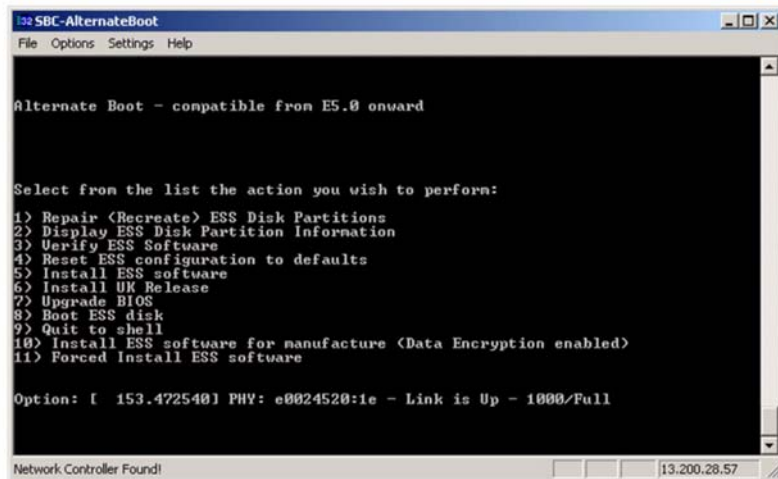 132 SBC-AlternateBoot
File Options Settings Help
Alternate Boot - compatible from E5.0 onward
Select from the list the action you wish to perform:
1) Repair (Recreate) ESS Disk Partitions
2) Display ESS Disk Partition Information
3) Verify ESS Software
4) Reset ESS configuration to defaults
5) Install ESS software
6) Install UK Release
7) Upgrade BIOS
8) Boot ESS disk
9) Quit to shell
10) Install ESS software for manufacture (Data Encryption enabled)
11) Forced Install ESS software
Option: [ 153.472540] PHY: e0024520:1e - Link is Up - 1000/Full
Network Controller Found!
13.200.28.57